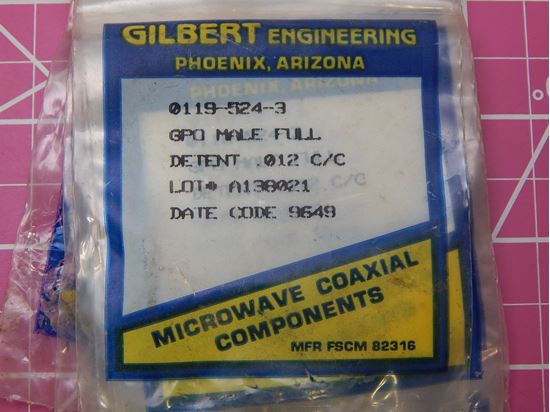 GILBERT ENGINEERING
PHOENIX, ARIZONA
0119-524-3
GPO MALE FULL
DETENT .012 C/C
LOT# A138021
DATE CODE 9649
MICROWAVE COAXIAL
COMPONENTS
MFR FSCM 82316